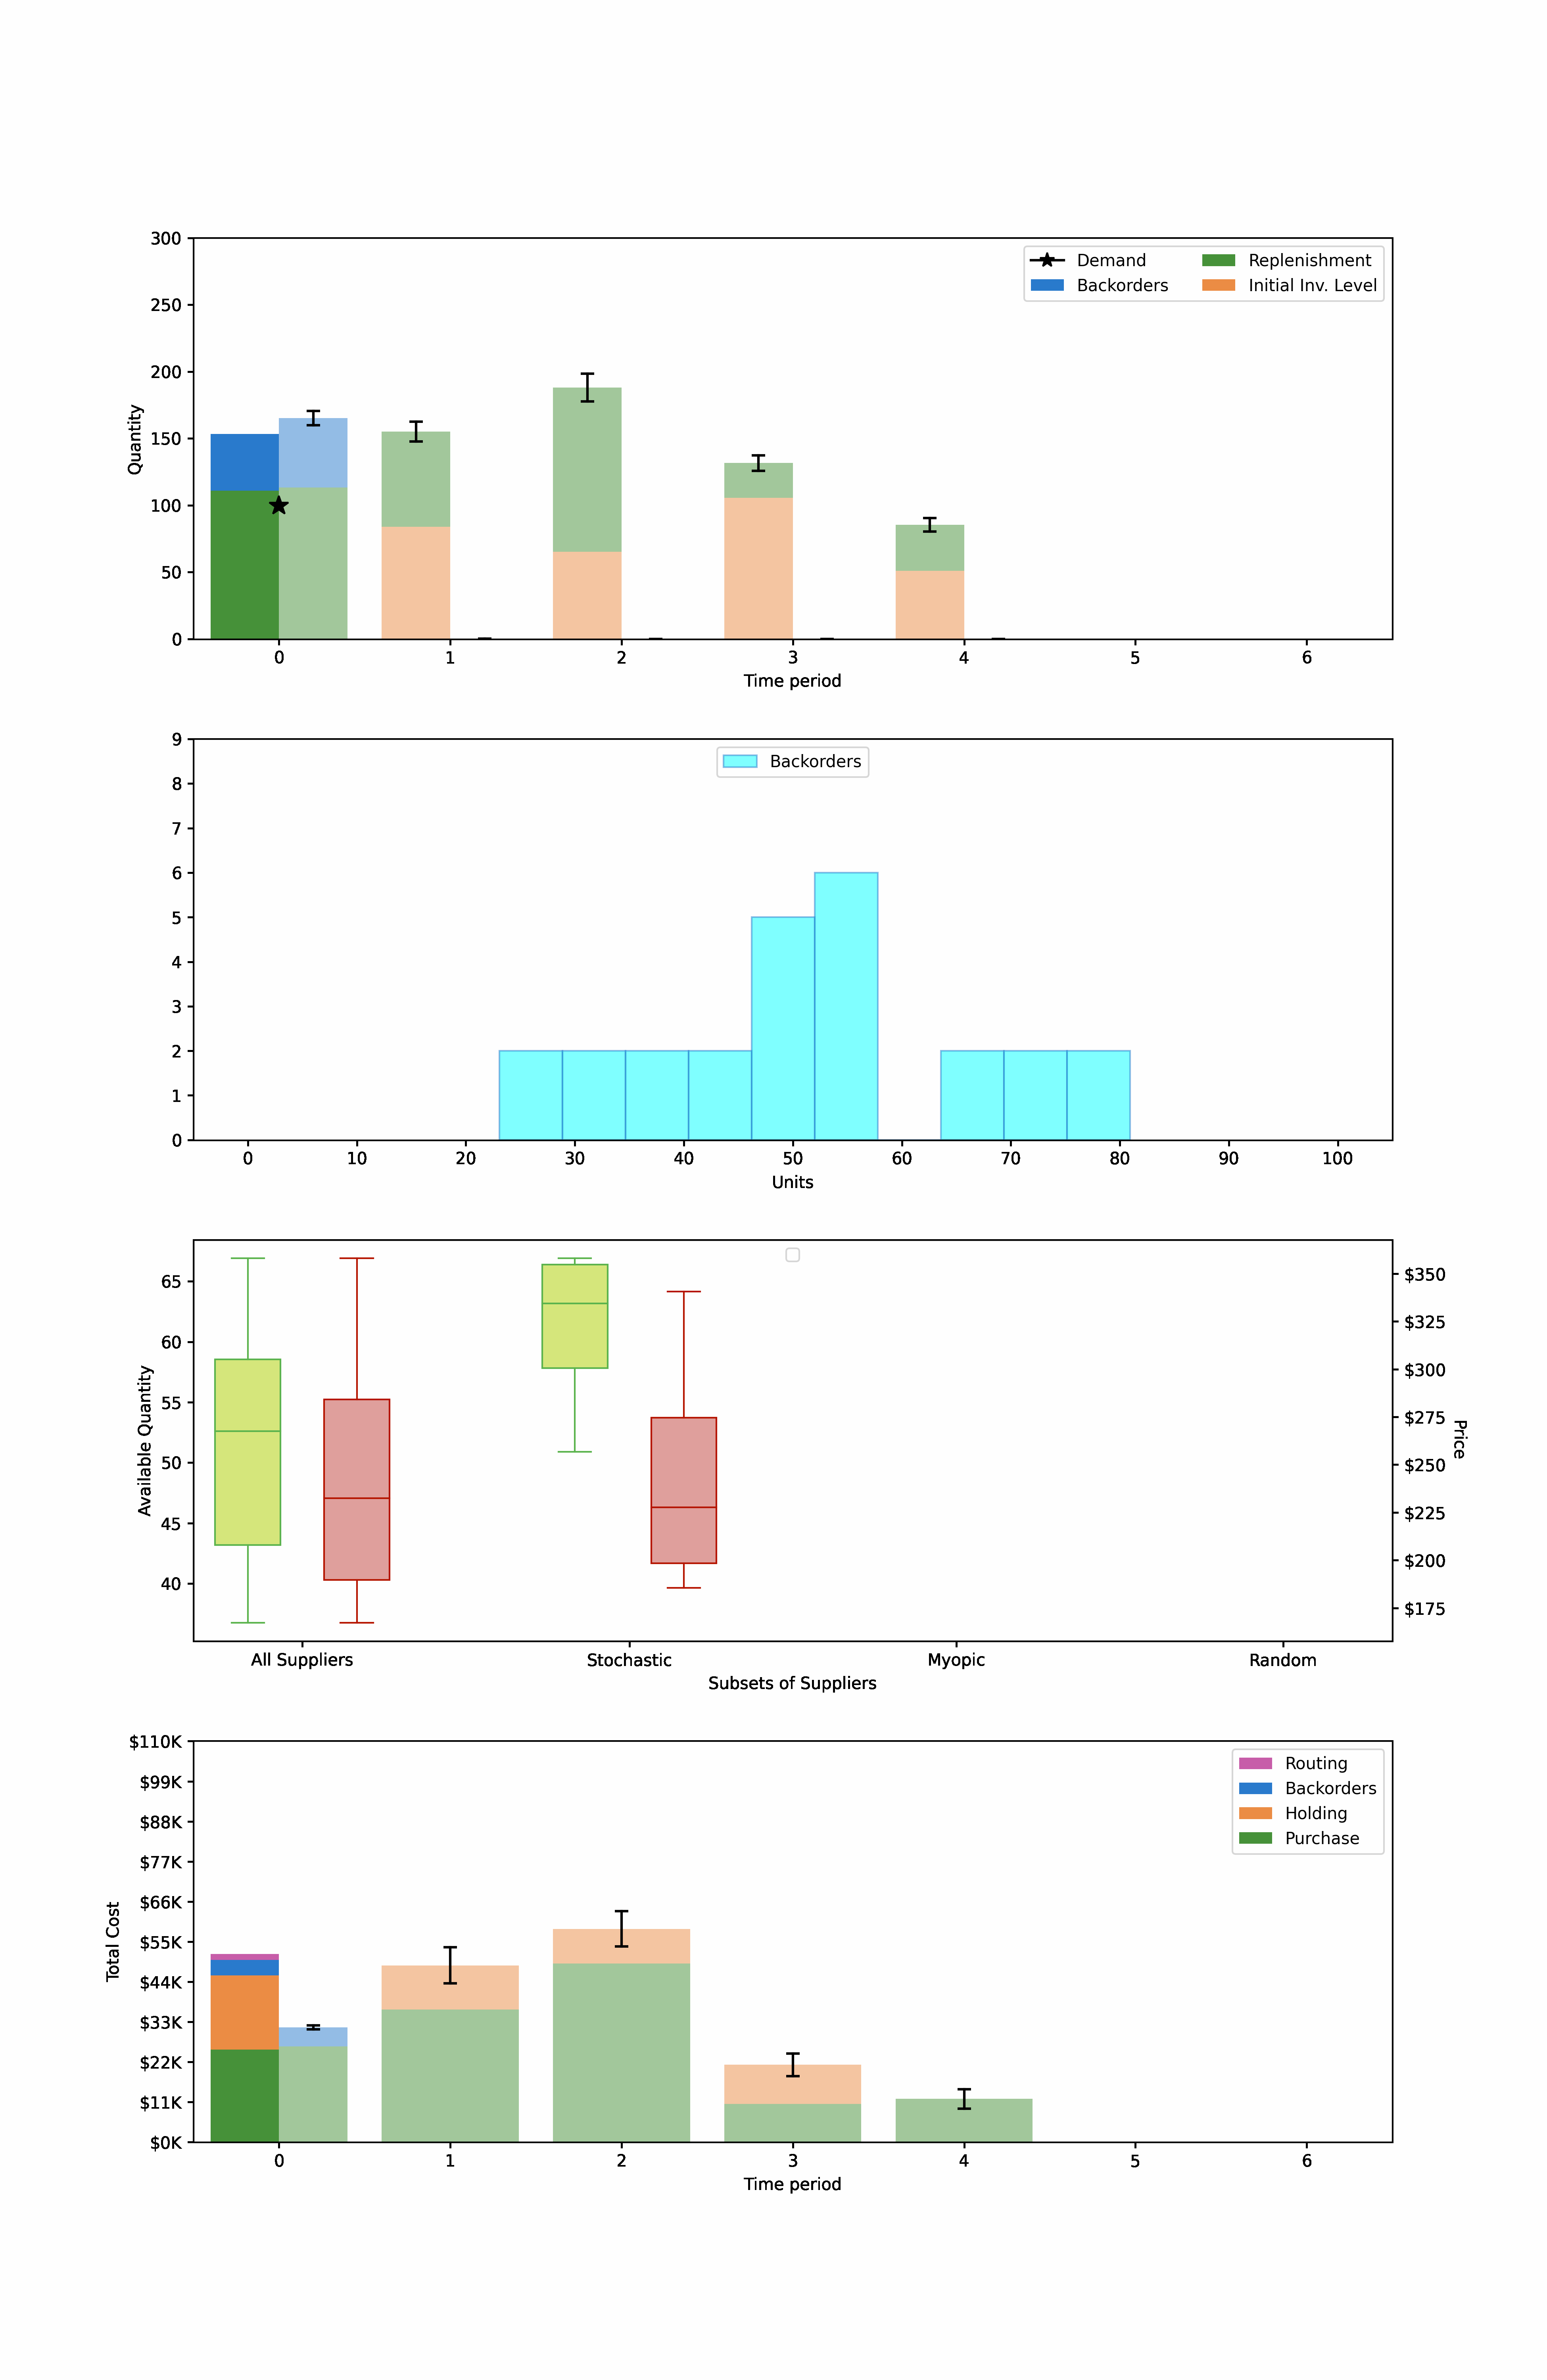 300
250
200
150
100
50
0
Quantity
Demand Replenishment
Backorders Initial Inv. Level
0 1 2 3 4 5 6
Time period
9
8
7
6
5
4
3
2
1
0
Backorders
0 10 20 30 40 50 60 70 80 90 100
Units
65
60
55
50
45
40
Available Quantity
$350
$325
$300
$275
$250
$225
$200
$175
Price
All Suppliers Stochastic Myopic Random
Subsets of Suppliers
$110K
$99K
$88K
$77K
$66K
$55K
$44K
$33K
$22K
$11K
$0K
Total Cost
Routing
Backorders
Holding
Purchase
0 1 2 3 4 5 6
Time period